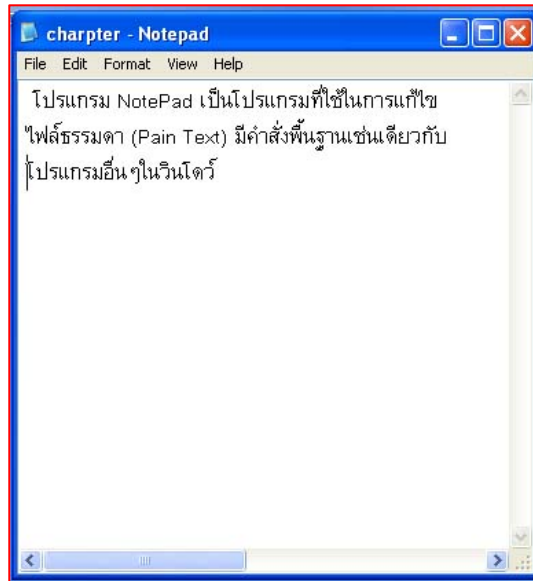 charpter - Notepad
File Edit Format View Help
โปรแกรม NotePad เป็นโปรแกรมที่ใช้ในการแก้ไข
ไฟล์ธรรมดา (Pain Text) มีคำสั่งพื้นฐานเช่นเดียวกับ
โปรแกรมอื่นๆในวินโดว์